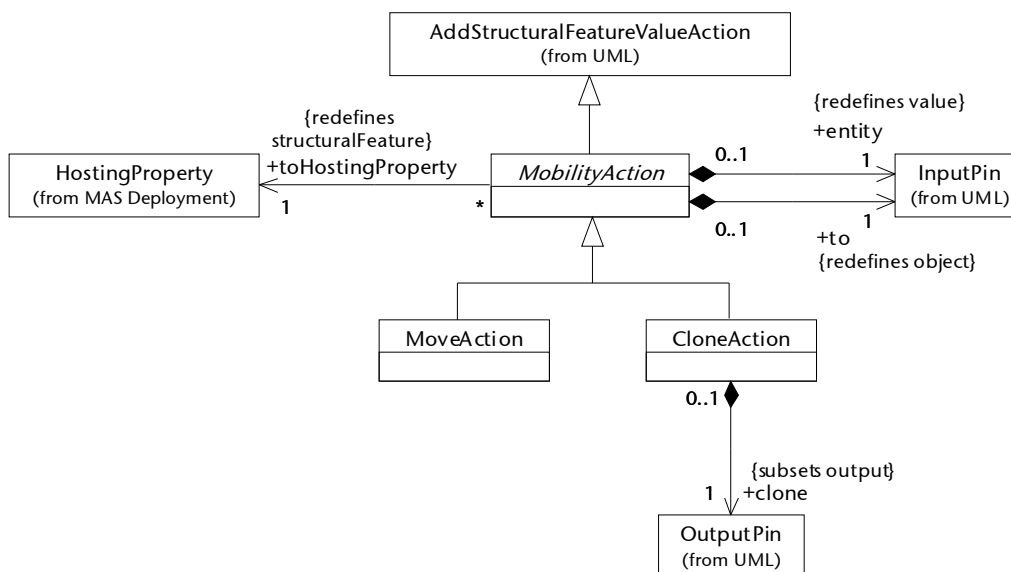 AddStructuralFeatureValueAction
(from UML)
{redefines
structuralFeature}
+toHostingProperty
{redefines value}
+entity
0..1
1
HostingProperty
(from MAS Deployment)
1
*
MobilityAction
InputPin
(from UML)
0..1
1
+to
{redefines object}
MoveAction
CloneAction
0..1
{subsets output}
+clone
1
OutputPin
(from UML)